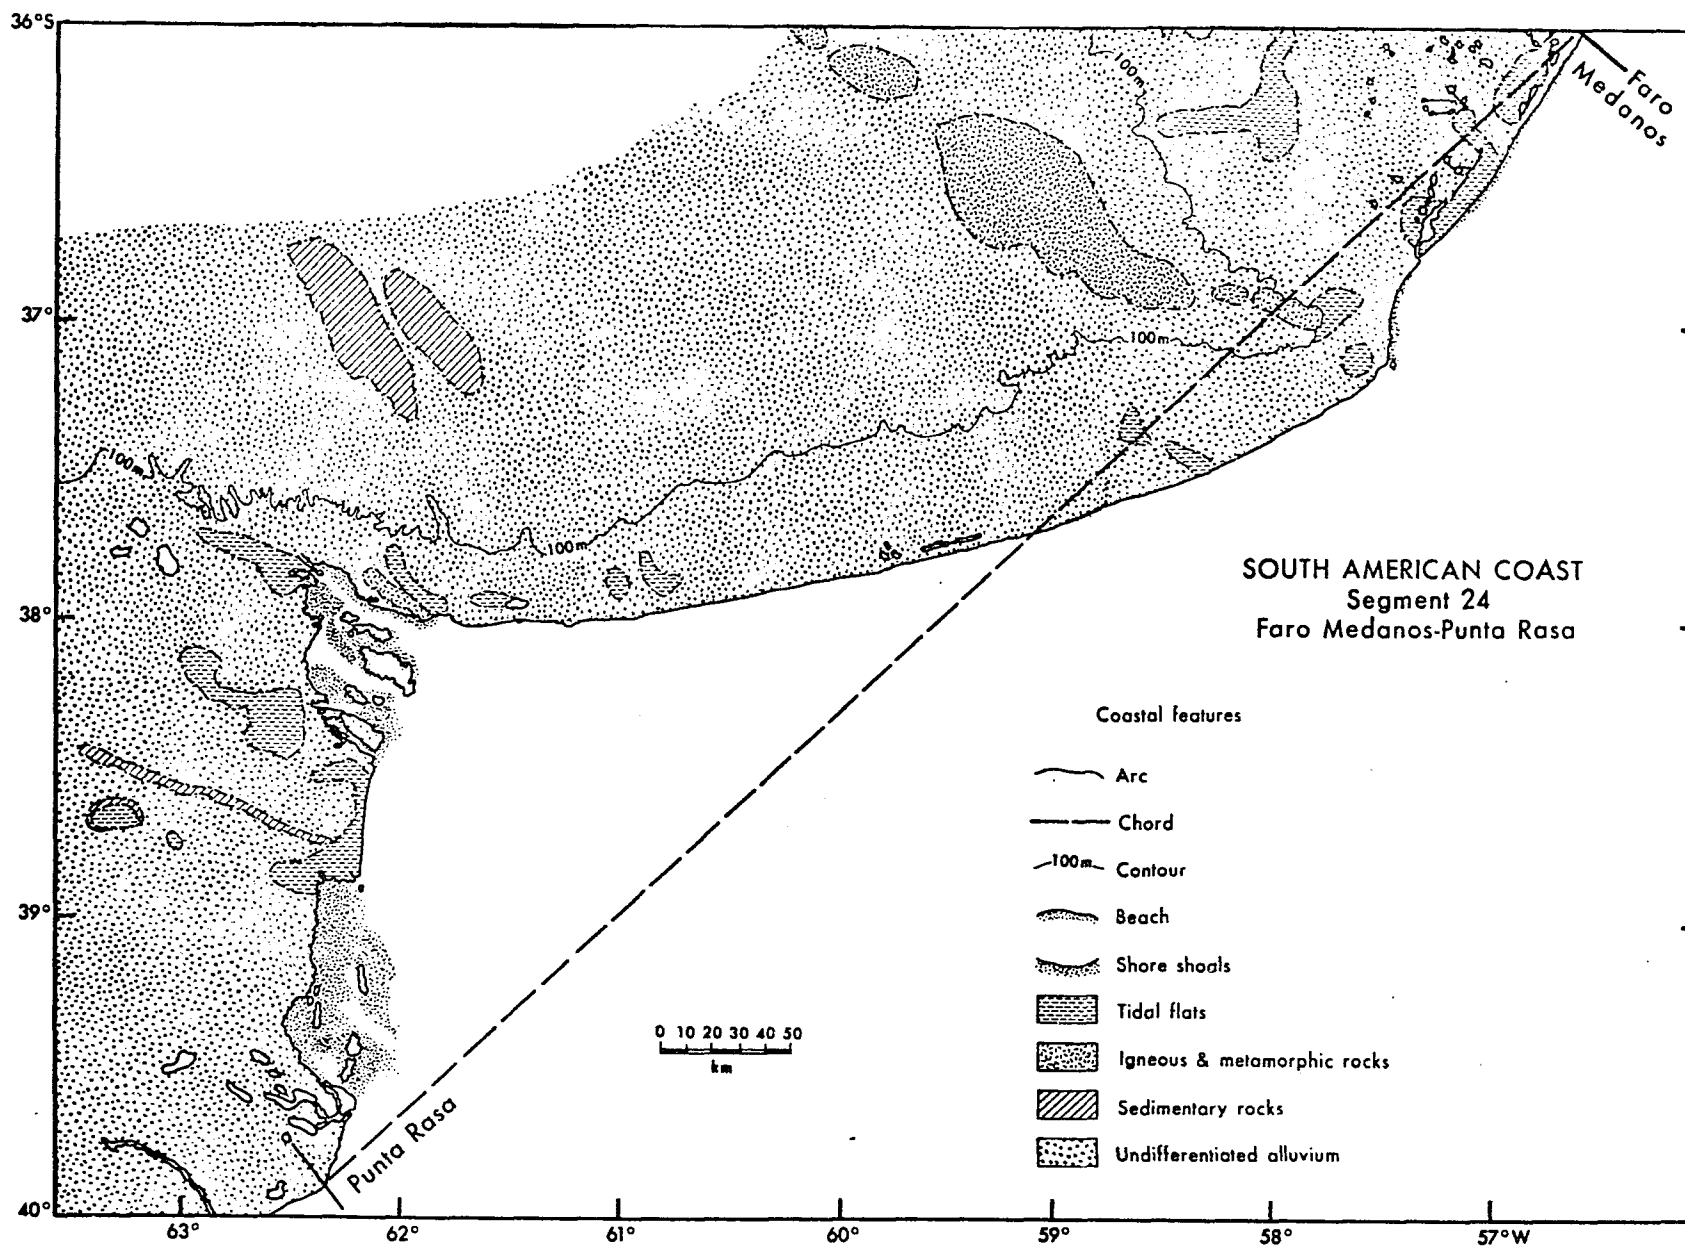 36°S
100m
Faro
Medanos
37°
100m
100m
100m
38°
SOUTH AMERICAN COAST
Segment 24
Faro Medanos-Punta Rasa
Coastal features
Arc
Chord
100m
Contour
39°
Beach
Shore shoals
Tidal flats
0 10 20 30 40 50
km
Igneous & metamorphic rocks
Sedimentary rocks
Punta Rasa
Undifferentiated alluvium
40°
63° 62° 61° 60° 59° 58° 57°W